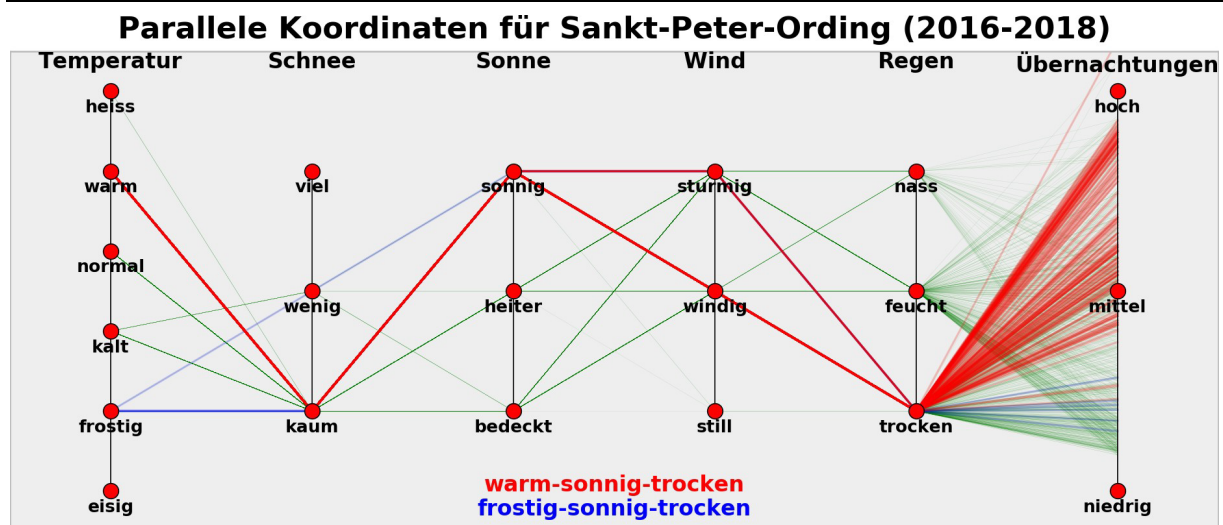 Parallele Koordinaten für Sankt-Peter-Ording (2016-2018)
Temperatur Schnee Sonne Wind Regen Übernachtungen
heiss hoch
warm viel sonnig stürmig nass
normal wenig heiter windig feucht mittel
kalt
frostig kaum bedeckt still trocken
warm-sonnig-trocken
frostig-sonnig-trocken
eisig niedrig